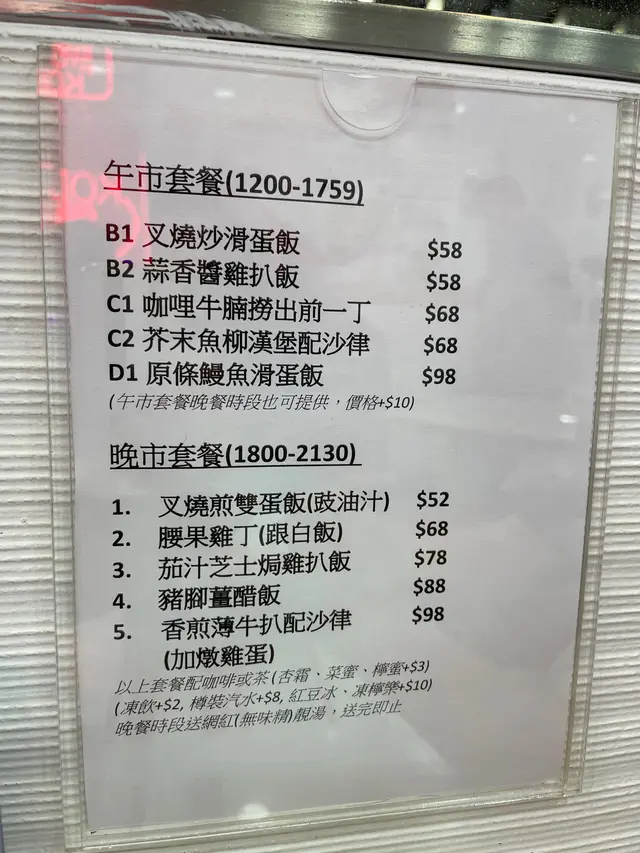 午市套餐(1200-1759)
B1 叉燒炒滑蛋飯 $58
B2 蒜香醬雞扒飯 $58
C1 咖哩牛腩撈出前一丁 $68
C2 芥末魚柳漢堡配沙律 $68
D1 原條鰻魚滑蛋飯 $98
(午市套餐晚餐時段也可提供，價格+$10)
晚市套餐(1800-2130)
1. 叉燒煎雙蛋飯(豉油汁) $52
2. 腰果雞丁(跟白飯) $68
3. 茄汁芝士焗雞扒飯 $78
4. 豬腳薑醋飯 $88
5. 香煎薄牛扒配沙律 $98
(加燉雞蛋)
以上套餐配咖啡或茶(杏霜、菜蜜、檸蜜+$3)
(凍飲+$2, 樽裝汽水+$8, 紅豆冰、凍檸樂+$10)
晚餐時段送網紅(無味精)靚湯，送完即止